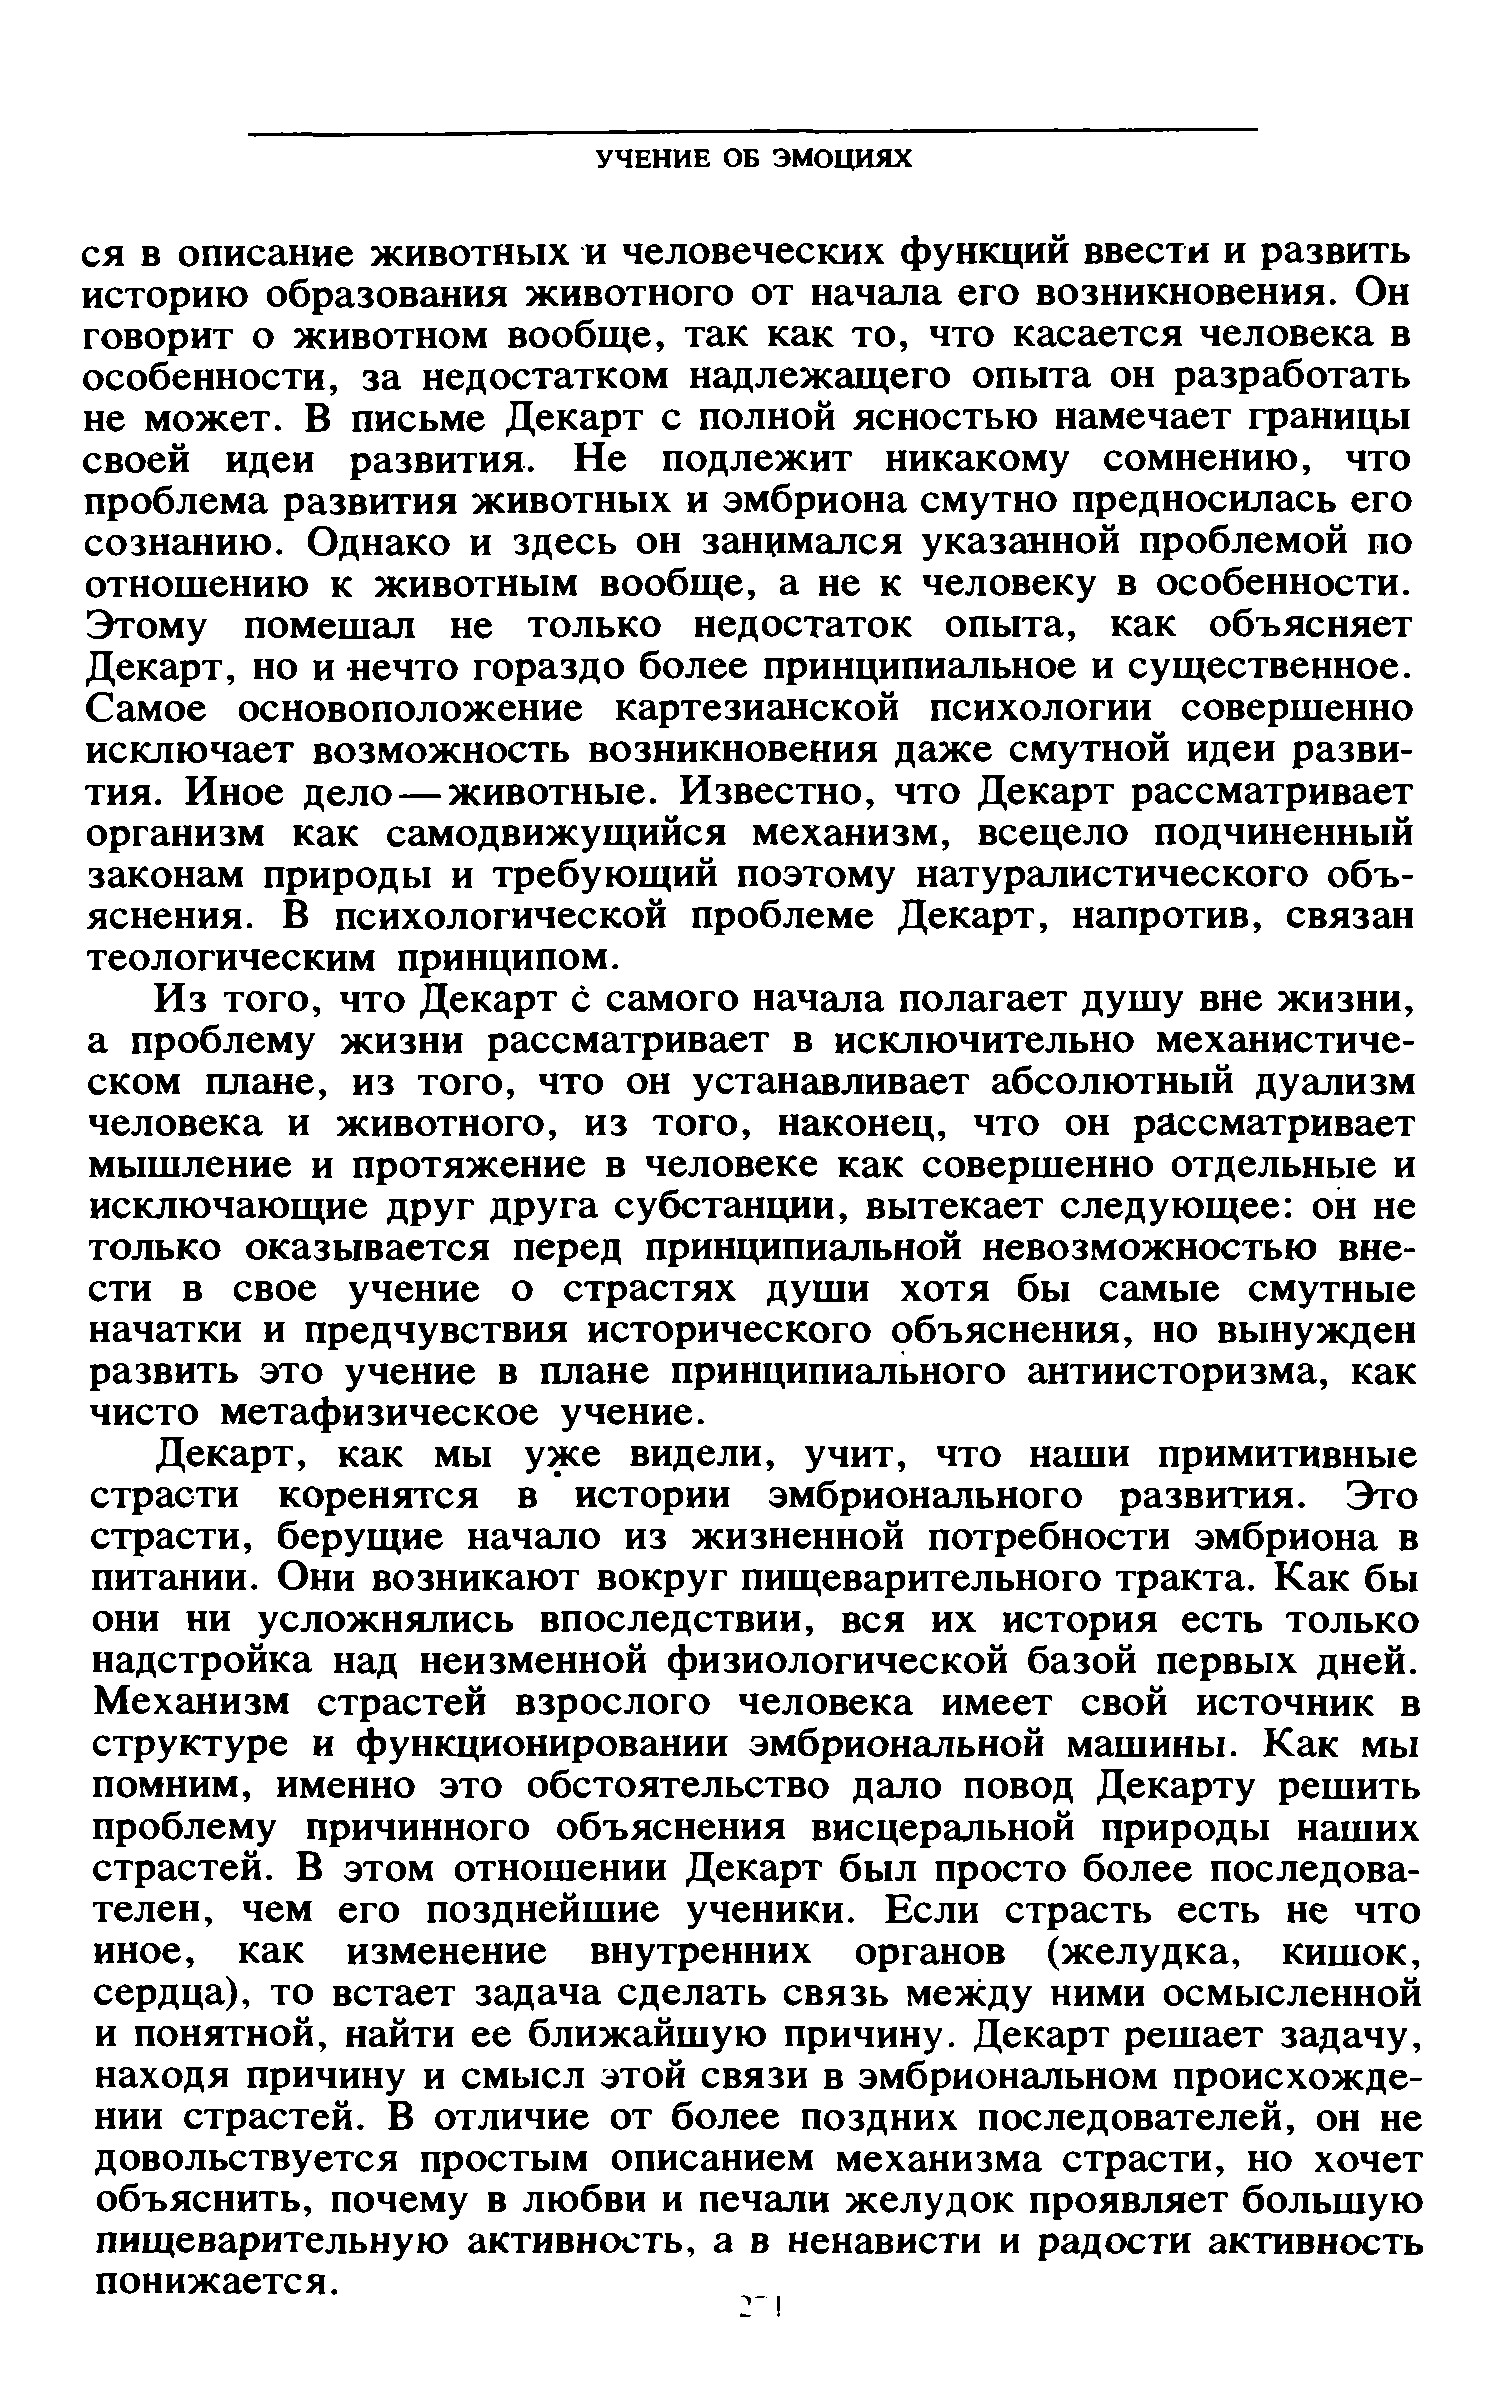 УЧЕНИЕ ОБ ЭМОЦИЯХ
ся в описание животных и человеческих функций ввести и развить
историю образования животного от начала его возникновения. Он
говорит о животном вообще, так как то, что касается человека в
особенности, за недостатком надлежащего опыта он разработать
не может. В письме Декарт с полной ясностью намечает границы
своей идеи развития. Не подлежит никакому сомнению, что
проблема развития животных и эмбриона смутно предносилась его
сознанию. Однако и здесь он занимался указанной проблемой по
отношению к животным вообще, а не к человеку в особенности.
Этому помешал не только недостаток опыта, как объясняет
Декарт, но и нечто гораздо более принципиальное и существенное.
Самое основоположение картезианской психологии совершенно
исключает возможность возникновения даже смутной идеи разви-
тия. Иное дело — животные. Известно, что Декарт рассматривает
организм как самодвижущийся механизм, всецело подчиненный
законам природы и требующий поэтому натуралистического объ-
яснения. В психологической проблеме Декарт, напротив, связан
теологическим принципом.
Из того, что Декарт с самого начала полагает душу вне жизни,
а проблему жизни рассматривает в исключительно механистиче-
ском плане, из того, что он устанавливает абсолютный дуализм
человека и животного, из того, наконец, что он рассматривает
мышление и протяжение в человеке как совершенно отдельные и
исключающие друг друга субстанции, вытекает следующее: он не
только оказывается перед принципиальной невозможностью вне-
сти в свое учение о страстях души хотя бы самые смутные
начатки и предчувствия исторического объяснения, но вынужден
развить это учение в плане принципиального антиисторизма, как
чисто метафизическое учение.
Декарт, как мы уже видели, учит, что наши примитивные
страсти коренятся в истории эмбрионального развития. Это
страсти, берущие начало из жизненной потребности эмбриона в
питании. Они возникают вокруг пищеварительного тракта. Как бы
они ни усложнялись впоследствии, вся их история есть только
надстройка над неизменной физиологической базой первых дней.
Механизм страстей взрослого человека имеет свой источник в
структуре и функционировании эмбриональной машины. Как мы
помним, именно это обстоятельство дало повод Декарту решить
проблему причинного объяснения висцеральной природы наших
страстей. В этом отношении Декарт был просто более последова-
телен, чем его позднейшие ученики. Если страсть есть не что
иное, как изменение внутренних органов (желудка, кишок,
сердца), то встает задача сделать связь между ними осмысленной
и понятной, найти ее ближайшую причину. Декарт решает задачу,
находя причину и смысл этой связи в эмбриональном происхожде-
нии страстей. В отличие от более поздних последователей, он не
довольствуется простым описанием механизма страсти, но хочет
объяснить, почему в любви и печали желудок проявляет большую
пищеварительную активность, а в ненависти и радости активность
понижается.